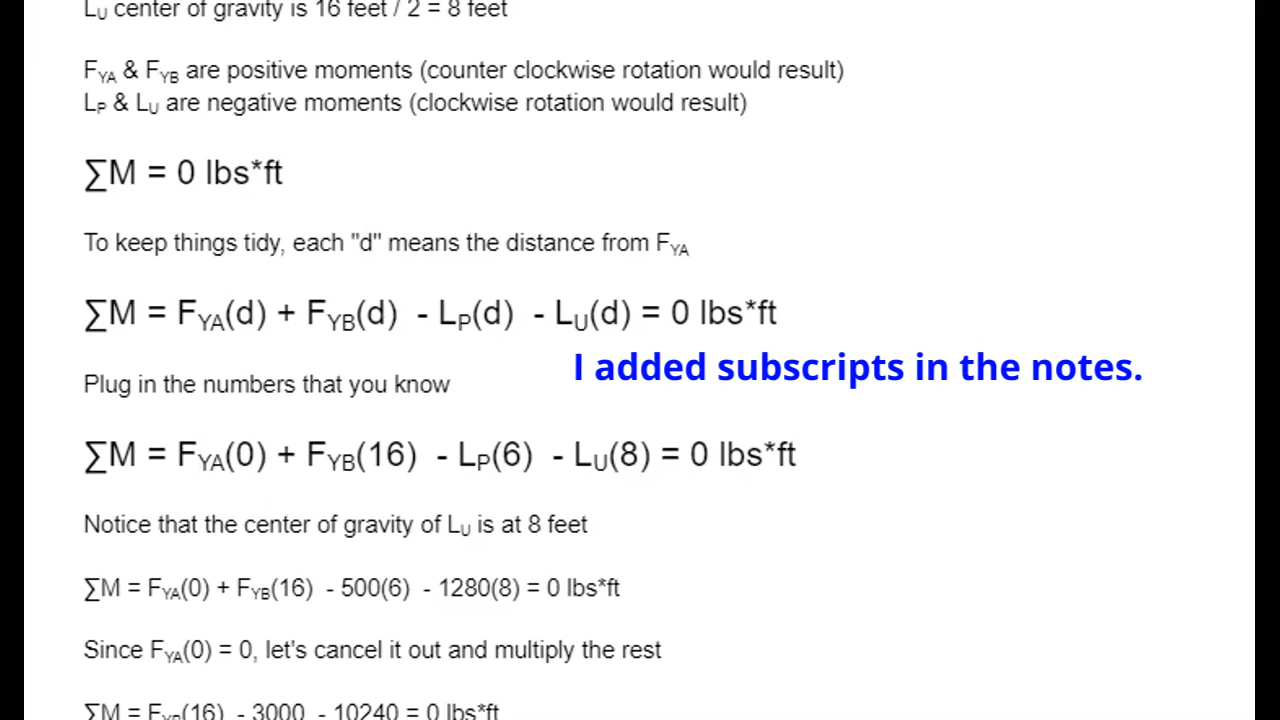 L∪ center of gravity is 16 feet / 2 = 8 feet
FYA & FYB are positive moments (counter clockwise rotation would result)
LP & LU are negative moments (clockwise rotation would result)
∑M = 0 lbs*ft
To keep things tidy, each "d" means the distance from FYA
∑M = FYA(d) + FYB(d) - LP(d) - LU(d) = 0 lbs*ft
I added subscripts in the notes.
Plug in the numbers that you know
∑M = FYA(0) + FYB(16) - LP(6) - LU(8) = 0 lbs*ft
Notice that the center of gravity of LU is at 8 feet
∑M = FYA(0) + FYB(16) - 500(6) - 1280(8) = 0 lbs*ft
Since FYA(0) = 0, let's cancel it out and multiply the rest
∑M = FYB(16) - 3000 - 10240 = 0 lbs*ft